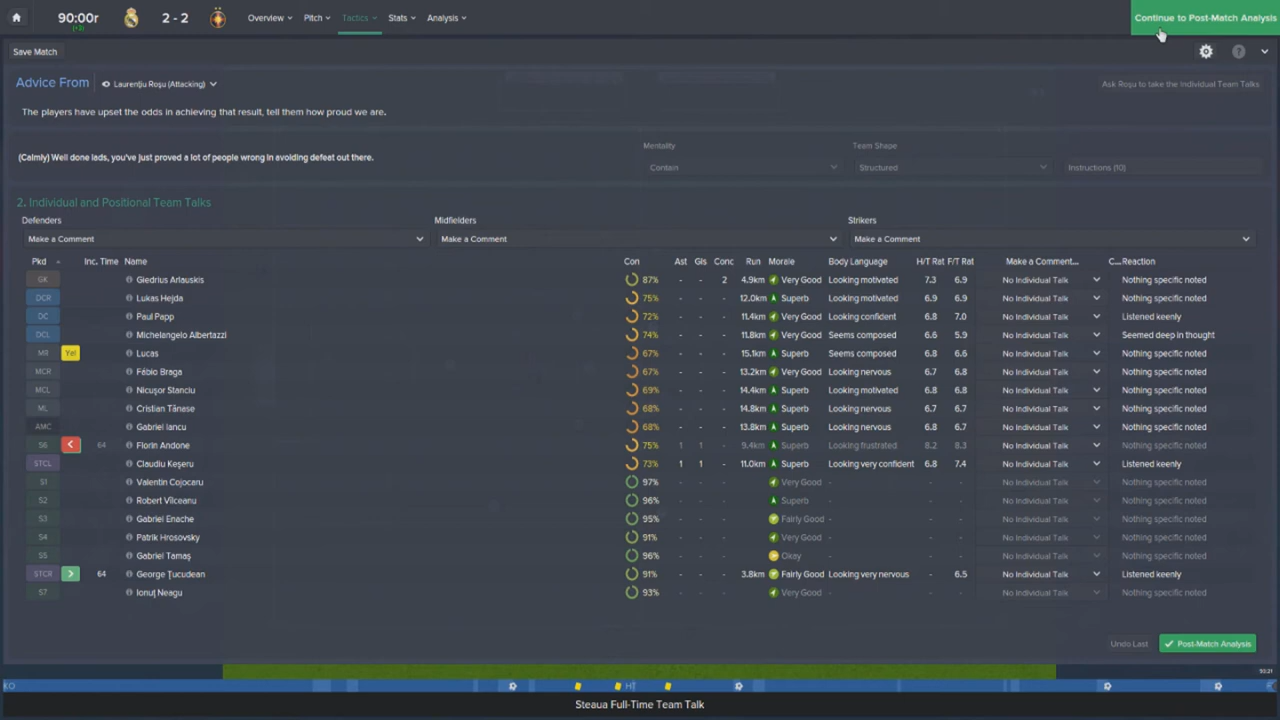 90:00r 2 - 2 Overview Pitch Tactics Stats Analysis Continue to Post-Match Analysis
(+3)
Save Match
Advice From Laurenţiu Roşu (Attacking) Ask Roşu to take the Individual Team Talks
The players have upset the odds in achieving that result, tell them how proud we are.
Mentality Team Shape
(Calmly) Well done lads, you've just proved a lot of people wrong in avoiding defeat out there.
Contain Structured Instructions (10)
2. Individual and Positional Team Talks
Defenders Midfielders Strikers
Make a Comment Make a Comment Make a Comment
Pkd Inc. Time Name Con Ast Gls Conc Run Morale Body Language H/T Rat F/T Rat Make a Comment... C... Reaction
GK Giedrius Arlauskis 87% - - 2 4.9km Very Good Looking motivated 7.3 6.9 No Individual Talk Nothing specific noted
DCR Lukas Hejda 75% - - - 12.0km Superb Looking motivated 6.9 6.9 No Individual Talk Nothing specific noted
DC Paul Papp 72% - - - 11.4km Very Good Looking confident 6.8 7.0 No Individual Talk Listened keenly
DCL Michelangelo Albertazzi 74% - - - 11.8km Very Good Seems composed 6.6 5.9 No Individual Talk Seemed deep in thought
MR Yel Lucas 67% - - - 15.1km Superb Seems composed 6.8 6.6 No Individual Talk Nothing specific noted
MCR Fábio Braga 67% - - - 13.2km Very Good Looking nervous 6.7 6.8 No Individual Talk Nothing specific noted
MCL Nicuşor Stanciu 69% - - - 14.4km Superb Looking motivated 6.8 6.8 No Individual Talk Nothing specific noted
ML Cristian Tănase 68% - - - 14.8km Superb Looking nervous 6.7 6.7 No Individual Talk Nothing specific noted
AMC Gabriel Iancu 68% - - - 13.8km Superb Looking nervous 6.8 6.7 No Individual Talk Nothing specific noted
S6 64 Florin Andone 75% 1 1 - 9.4km Superb Looking frustrated 8.2 8.3 No Individual Talk Nothing specific noted
STCL Claudiu Keşeru 73% 1 1 - 11.0km Superb Looking very confident 6.8 7.4 No Individual Talk Listened keenly
S1 Valentin Cojocaru 97% - - - - Very Good - - - No Individual Talk Nothing specific noted
S2 Robert Vîlceanu 96% - - - - Superb - - - No Individual Talk Nothing specific noted
S3 Gabriel Enache 95% - - - - Fairly Good - - - No Individual Talk Nothing specific noted
S4 Patrik Hrosovsky 91% - - - - Very Good - - - No Individual Talk Nothing specific noted
S5 Gabriel Tamaş 96% - - - - Okay - - - No Individual Talk Nothing specific noted
STCR 64 George Ţucudean 91% - - - 3.8km Fairly Good Looking very nervous - 6.5 No Individual Talk Listened keenly
S7 Ionuţ Neagu 93% - - - - Very Good - - - No Individual Talk Nothing specific noted
Undo Last Post-Match Analysis
90:21
KO HT
Steaua Full-Time Team Talk